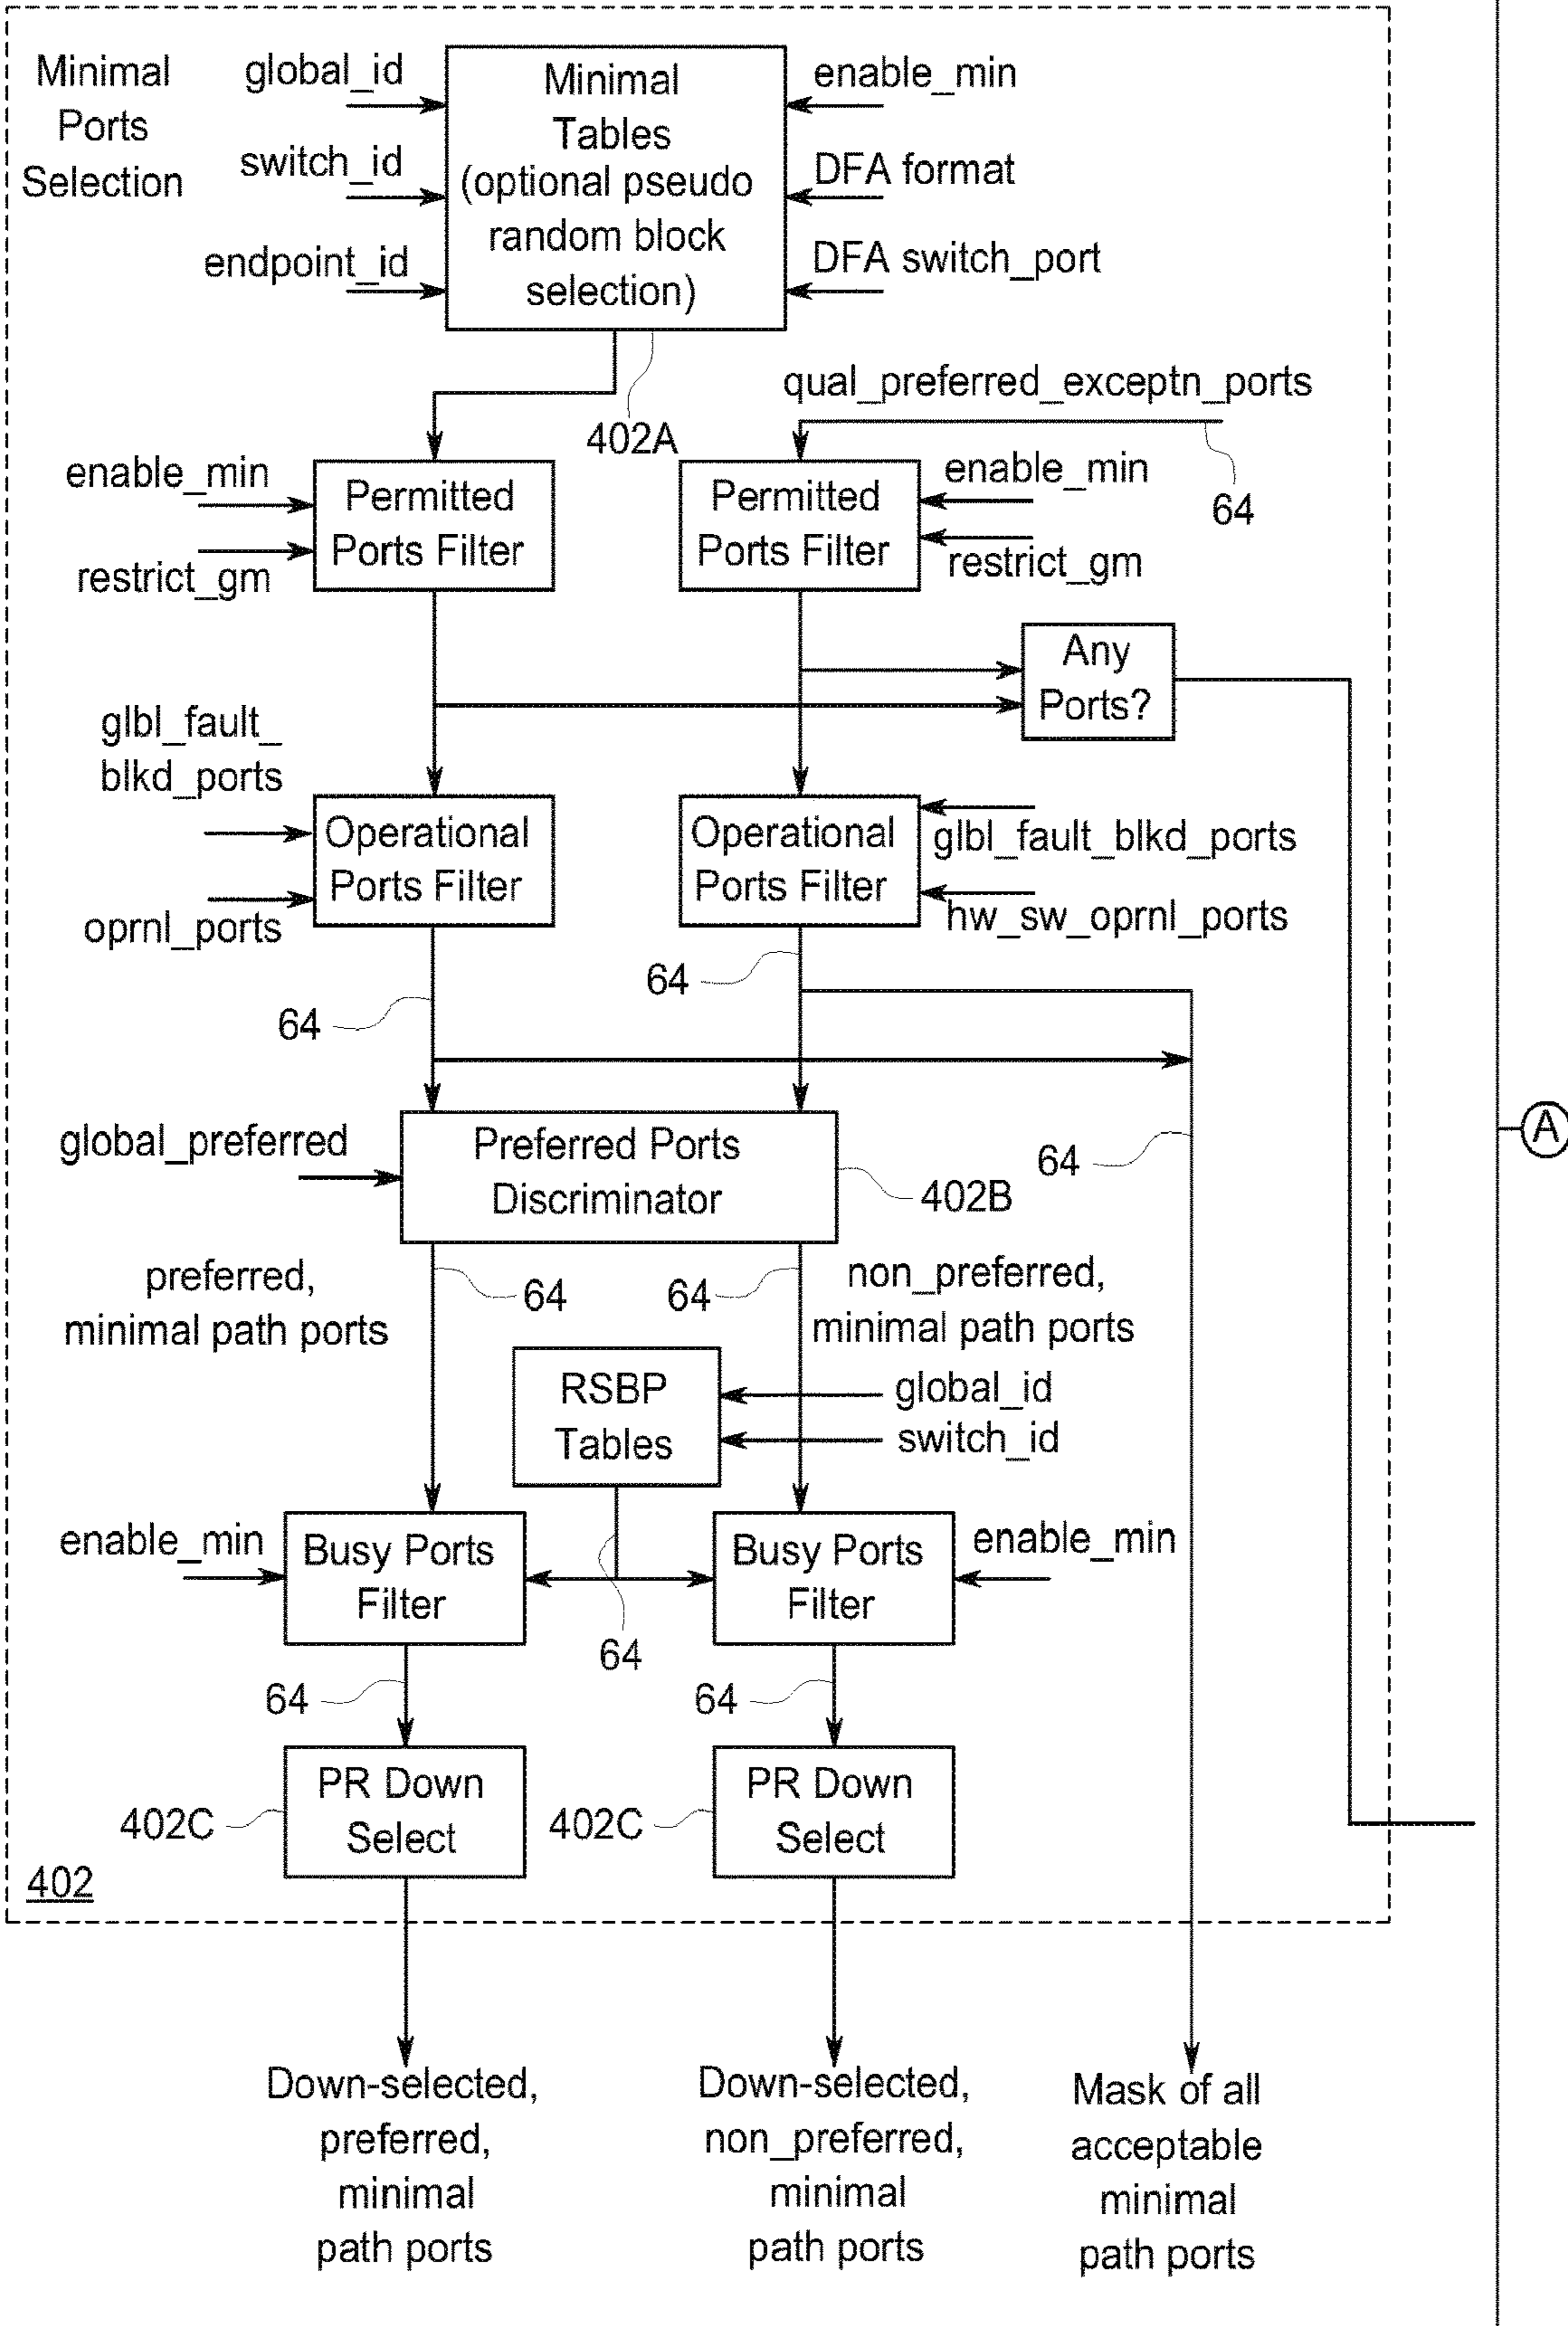 Minimal
Ports
Selection
global_id
switch_id
endpoint_id
Minimal
Tables
(optional pseudo
random block
selection)
enable_min
DFA format
DFA switch_port
402A
qual_preferred_exceptn_ports
64
enable_min
restrict_gm
Permitted
Ports Filter
Permitted
Ports Filter
enable_min
restrict_gm
Any
Ports?
glbl_fault_
blkd_ports
oprnl_ports
Operational
Ports Filter
Operational
Ports Filter
glbl_fault_blkd_ports
hw_sw_oprnl_ports
64
64
global_preferred
Preferred Ports
Discriminator
402B
64
A
preferred,
minimal path ports
64
64
non_preferred,
minimal path ports
RSBP
Tables
global_id
switch_id
enable_min
Busy Ports
Filter
64
Busy Ports
Filter
enable_min
64
64
402C
PR Down
Select
402C
PR Down
Select
402
Down-selected,
preferred,
minimal
path ports
Down-selected,
non_preferred,
minimal
path ports
Mask of all
acceptable
minimal
path ports